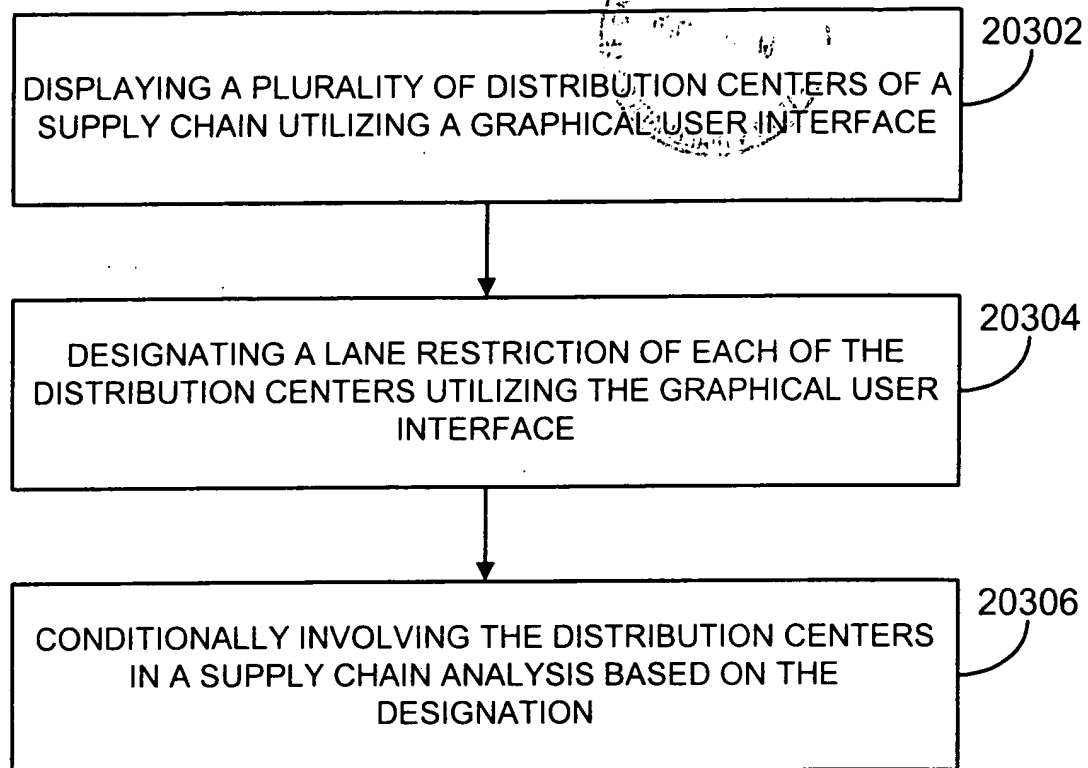 20302
DISPLAYING A PLURALITY OF DISTRIBUTION CENTERS OF A
SUPPLY CHAIN UTILIZING A GRAPHICAL USER INTERFACE
20304
DESIGNATING A LANE RESTRICTION OF EACH OF THE
DISTRIBUTION CENTERS UTILIZING THE GRAPHICAL USER
INTERFACE
20306
CONDITIONALLY INVOLVING THE DISTRIBUTION CENTERS
IN A SUPPLY CHAIN ANALYSIS BASED ON THE
DESIGNATION